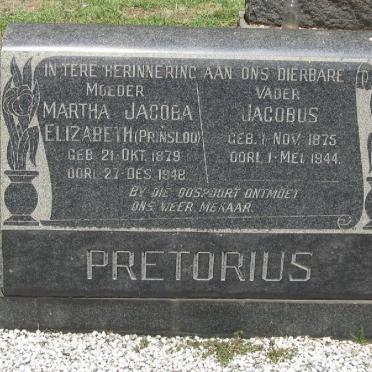 IN TERE HERINNERING AAN ONS DIERBARE
MOEDER
MARTHA JACOBA
ELIZABETH (PRINSLOO)
GEB. 21 OKT. 1879
OORL. 27 DES. 1948.
VADER
JACOBUS
GEB. 1 NOV. 1875
OORL. 1 MEI. 1944.
BY DIE OOSPOORT ONTMOET
ONS WEER MEKAAR.
PRETORIUS